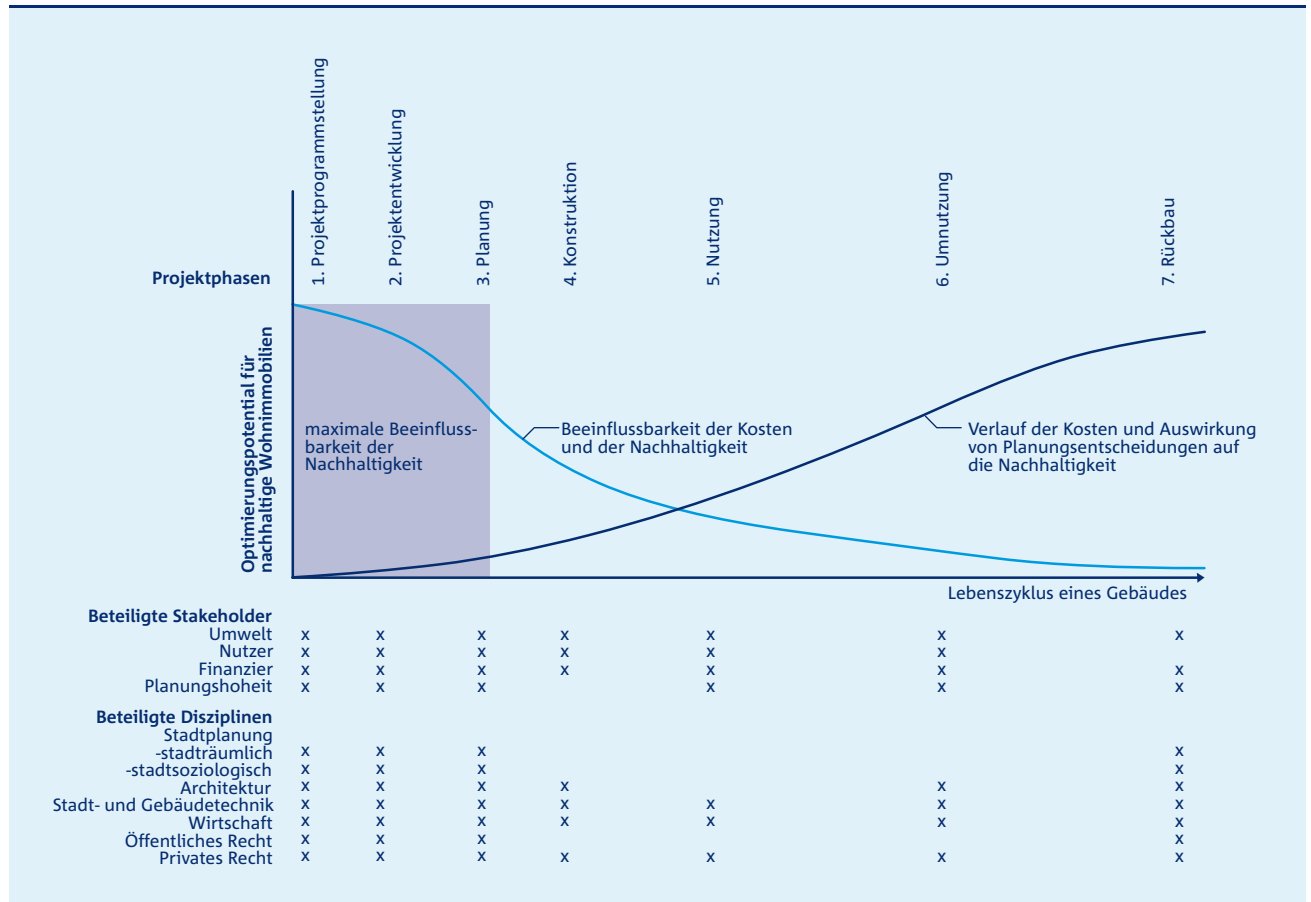 1. Projektprogrammstellung
2. Projektentwicklung
3. Planung
4. Konstruktion
5. Nutzung
6. Umnutzung
7. Rückbau
Projektphasen
Optimierungspotential für
nachhaltige Wohnimmobilien
maximale Beeinfluss-
barkeit der
Nachhaltigkeit
Beeinflussbarkeit der Kosten
und der Nachhaltigkeit
Verlauf der Kosten und Auswirkung
von Planungsentscheidungen auf
die Nachhaltigkeit
Lebenszyklus eines Gebäudes
Beteiligte Stakeholder
Umwelt x x x x x x x
Nutzer x x x x x x
Finanzier x x x x x x x
Planungshoheit x x x x x x
Beteiligte Disziplinen
Stadtplanung
-stadträumlich x x x x
-stadtsoziologisch x x x x
Architektur x x x x x x
Stadt- und Gebäudetechnik x x x x x x x
Wirtschaft x x x x x x x
Öffentliches Recht x x x x
Privates Recht x x x x x x x